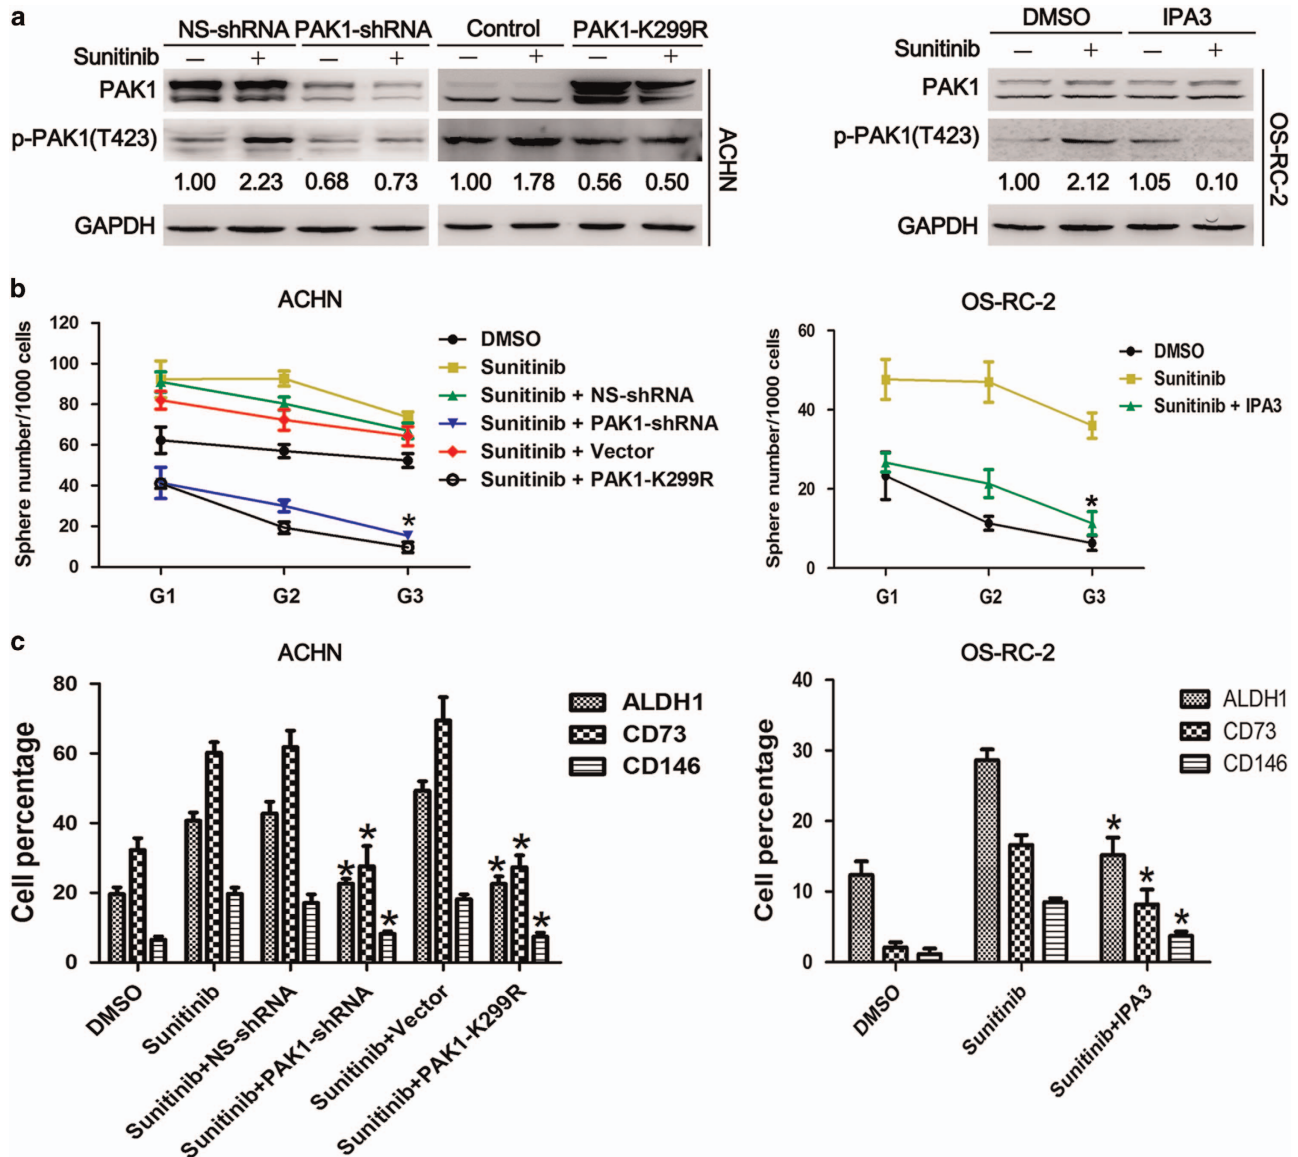 a
NS-shRNA PAK1-shRNA Control PAK1-K299R
Sunitinib — + — + — + — +
PAK1
p-PAK1(T423)
1.00 2.23 0.68 0.73 1.00 1.78 0.56 0.50
GAPDH
ACHN
DMSO IPA3
Sunitinib — + — +
PAK1
p-PAK1(T423)
1.00 2.12 1.05 0.10
GAPDH
OS-RC-2
b
ACHN
Sphere number/1000 cells
120
100
80
60
40
20
0
G1 G2 G3
*
DMSO
Sunitinib
Sunitinib + NS-shRNA
Sunitinib + PAK1-shRNA
Sunitinib + Vector
Sunitinib + PAK1-K299R
OS-RC-2
Sphere number/1000 cells
60
40
20
0
G1 G2 G3
*
DMSO
Sunitinib
Sunitinib + IPA3
c
ACHN
Cell percentage
80
60
40
20
0
* * * * * *
DMSO
Sunitinib
Sunitinib+NS-shRNA
Sunitinib+PAK1-shRNA
Sunitinib+Vector
Sunitinib+PAK1-K299R
ALDH1
CD73
CD146
OS-RC-2
Cell percentage
40
30
20
10
0
* * *
DMSO
Sunitinib
Sunitinib+IPA3
ALDH1
CD73
CD146